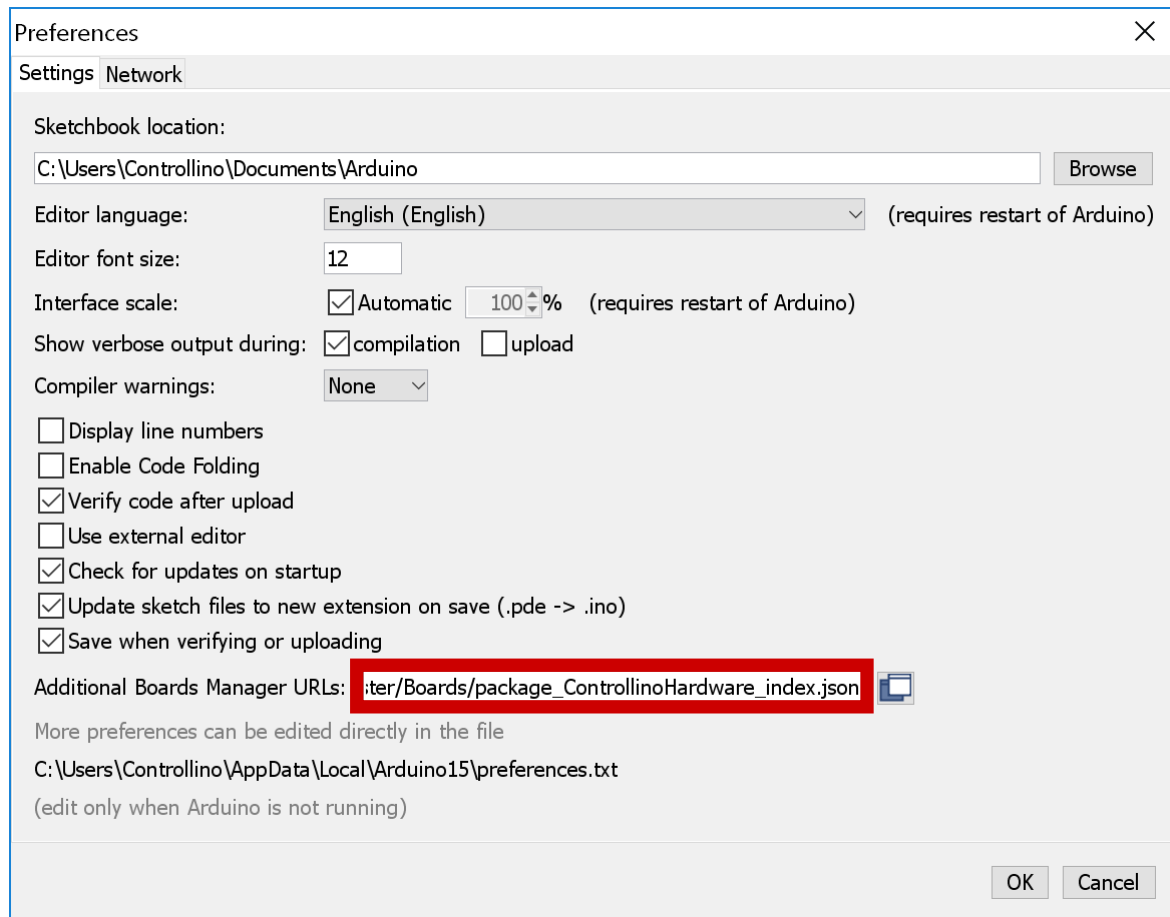 Preferences
Settings Network
Sketchbook location:
C:\Users\Controllino\Documents\Arduino Browse
Editor language: English (English) (requires restart of Arduino)
Editor font size: 12
Interface scale: Automatic 100 % (requires restart of Arduino)
Show verbose output during: compilation upload
Compiler warnings: None
Display line numbers
Enable Code Folding
Verify code after upload
Use external editor
Check for updates on startup
Update sketch files to new extension on save (.pde -> .ino)
Save when verifying or uploading
Additional Boards Manager URLs: ster/Boards/package_ControllinoHardware_index.json
More preferences can be edited directly in the file
C:\Users\Controllino\AppData\Local\Arduino15\preferences.txt
(edit only when Arduino is not running)
OK Cancel